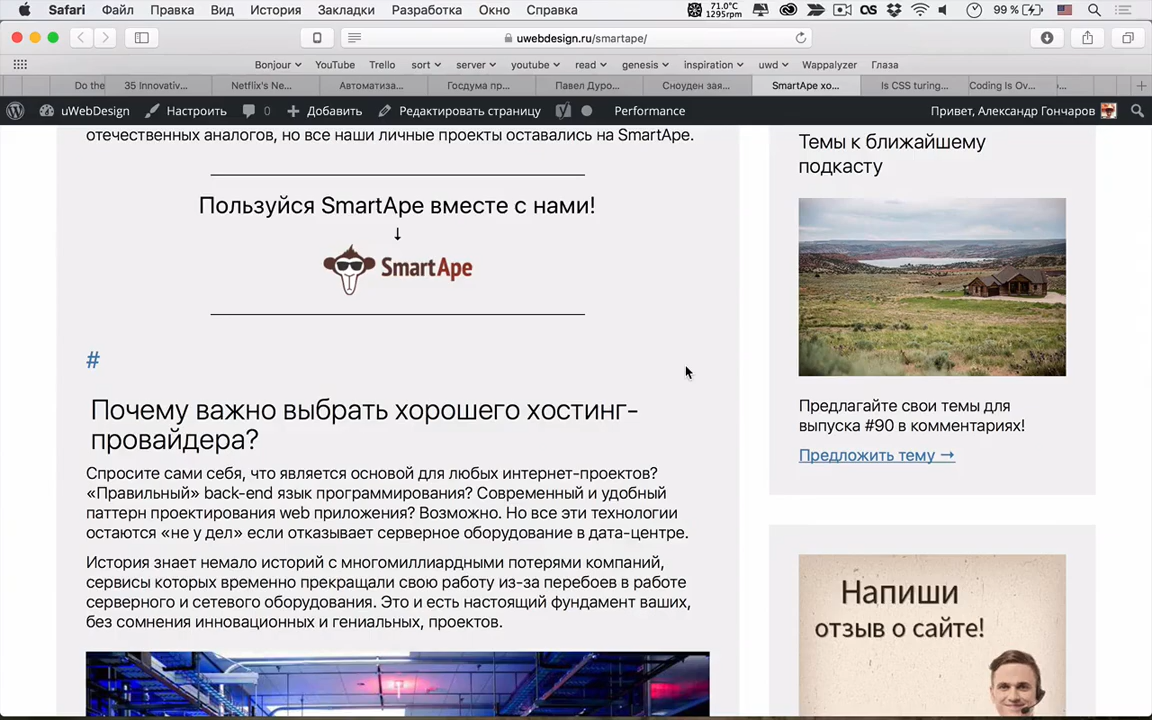 Safari Файл Правка Вид История Закладки Разработка Окно Справка
71.0°C
1295rpm
99 %
uwebdesign.ru/smartape/
Bonjour YouTube Trello sort server youtube read genesis inspiration uwd Wappalyzer Глаза
Do the 35 Innovativ... Netflix's Ne... Автоматиза... Госдума пр... Павел Дуро... Сноуден зая... SmartApe хо... Is CSS turing... Coding Is Ov...
uWebDesign Настроить 0 Добавить Редактировать страницу Performance Привет, Александр Гончаров
отечественных аналогов, но все наши личные проекты оставались на SmartApe.
Пользуйся SmartApe вместе с нами!
↓
SmartApe
#
Почему важно выбрать хорошего хостинг-
провайдера?
Спросите сами себя, что является основой для любых интернет-проектов?
«Правильный» back-end язык программирования? Современный и удобный
паттерн проектирования web приложения? Возможно. Но все эти технологии
остаются «не у дел» если отказывает серверное оборудование в дата-центре.
История знает немало историй с многомиллиардными потерями компаний,
сервисы которых временно прекращали свою работу из-за перебоев в работе
серверного и сетевого оборудования. Это и есть настоящий фундамент ваших,
без сомнения инновационных и гениальных, проектов.
Темы к ближайшему
подкасту
Предлагайте свои темы для
выпуска #90 в комментариях!
Предложить тему →
Напиши
отзыв о сайте!